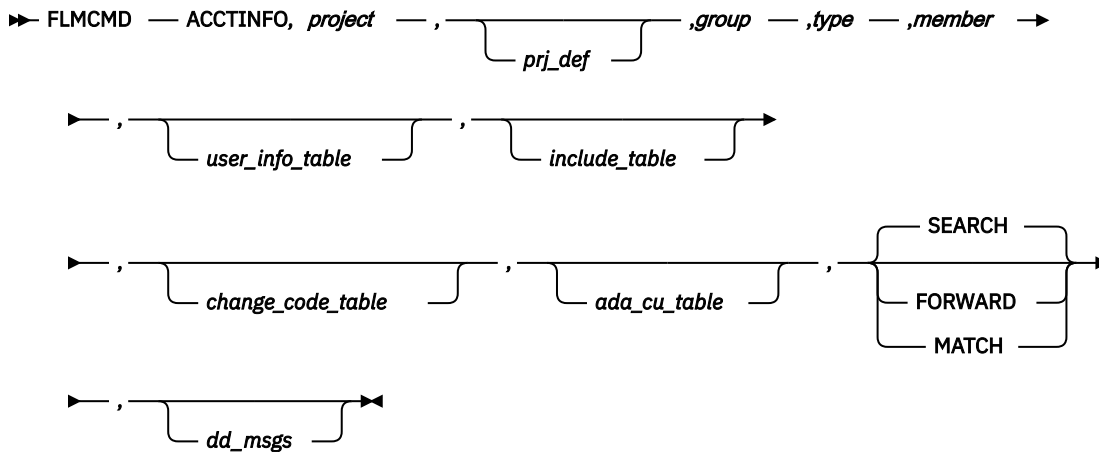 FLMCMD ACCTINFO, project , ,group ,type ,member
prj_def
, ,
user_info_table include_table
SEARCH
, , ,
change_code_table ada_cu_table FORWARD
MATCH
,
dd_msgs